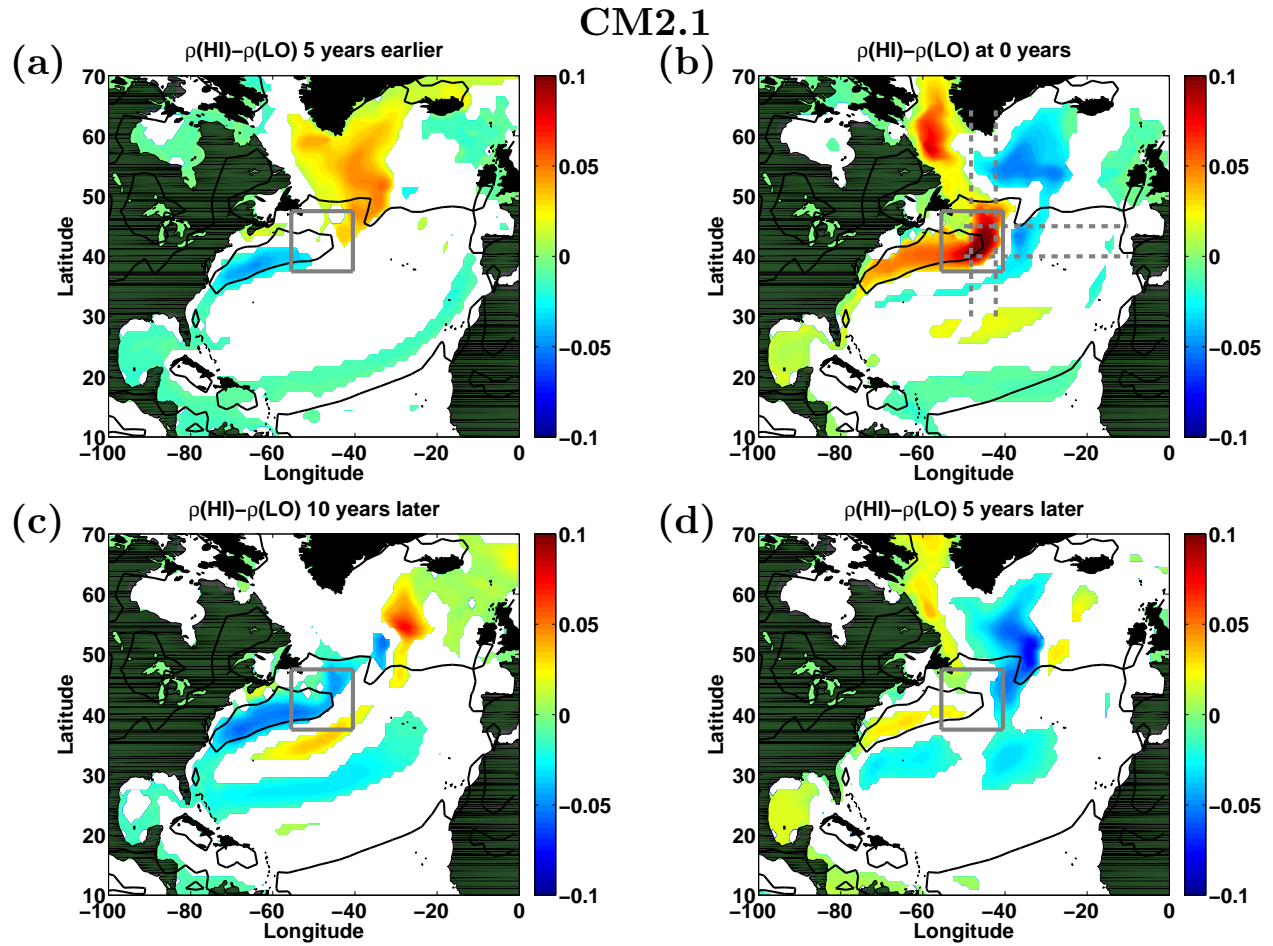 CM2.1
(a)
ρ(HI)−ρ(LO) 5 years earlier
Latitude
70
60
50
40
30
20
10
−100 −80 −60 −40 −20 0
Longitude
0.1
0.05
0
−0.05
−0.1
(b)
ρ(HI)−ρ(LO) at 0 years
Latitude
70
60
50
40
30
20
10
−100 −80 −60 −40 −20 0
Longitude
0.1
0.05
0
−0.05
−0.1
(c)
ρ(HI)−ρ(LO) 10 years later
Latitude
70
60
50
40
30
20
10
−100 −80 −60 −40 −20 0
Longitude
0.1
0.05
0
−0.05
−0.1
(d)
ρ(HI)−ρ(LO) 5 years later
Latitude
70
60
50
40
30
20
10
−100 −80 −60 −40 −20 0
Longitude
0.1
0.05
0
−0.05
−0.1